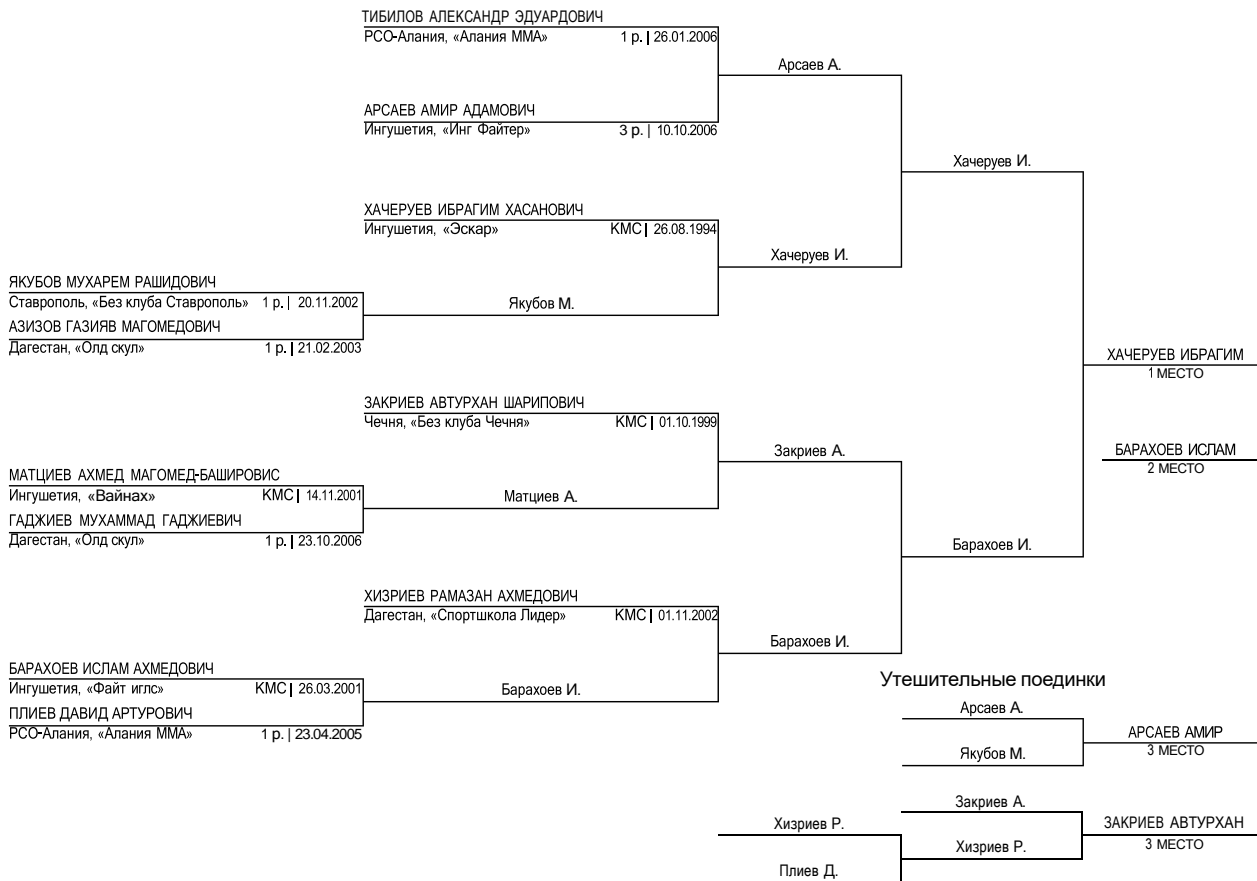 ТИБИЛОВ АЛЕКСАНДР ЭДУАРДОВИЧ
РСО-Алания, «Алания ММА» 1 р. | 26.01.2006
Арсаев А.
АРСАЕВ АМИР АДАМОВИЧ
Ингушетия, «Инг Файтер» 3 р. | 10.10.2006
Хачеруев И.
ХАЧЕРУЕВ ИБРАГИМ ХАСАНОВИЧ
Ингушетия, «Эскар» КМС | 26.08.1994
Хачеруев И.
ЯКУБОВ МУХАРЕМ РАШИДОВИЧ
Ставрополь, «Без клуба Ставрополь» 1 р. | 20.11.2002
Якубов М.
АЗИЗОВ ГАЗИЯВ МАГОМЕДОВИЧ
Дагестан, «Олд скул» 1 р. | 21.02.2003
ХАЧЕРУЕВ ИБРАГИМ
1 МЕСТО
ЗАКРИЕВ АВТУРХАН ШАРИПОВИЧ
Чечня, «Без клуба Чечня» КМС | 01.10.1999
Закриев А.
БАРАХОЕВ ИСЛАМ
2 МЕСТО
МАТЦИЕВ АХМЕД МАГОМЕД-БАШИРОВИС
Ингушетия, «Вайнах» КМС | 14.11.2001
Матциев А.
ГАДЖИЕВ МУХАММАД ГАДЖИЕВИЧ
Дагестан, «Олд скул» 1 р. | 23.10.2006
Барахоев И.
ХИЗРИЕВ РАМАЗАН АХМЕДОВИЧ
Дагестан, «Спортшкола Лидер» КМС | 01.11.2002
Барахоев И.
БАРАХОЕВ ИСЛАМ АХМЕДОВИЧ
Ингушетия, «Файт иглс» КМС | 26.03.2001
Барахоев И.
ПЛИЕВ ДАВИД АРТУРОВИЧ
РСО-Алания, «Алания ММА» 1 р. | 23.04.2005
Утешительные поединки
Арсаев А.
АРСАЕВ АМИР
3 МЕСТО
Якубов М.
Закриев А.
Хизриев Р.
ЗАКРИЕВ АВТУРХАН
3 МЕСТО
Хизриев Р.
Плиев Д.